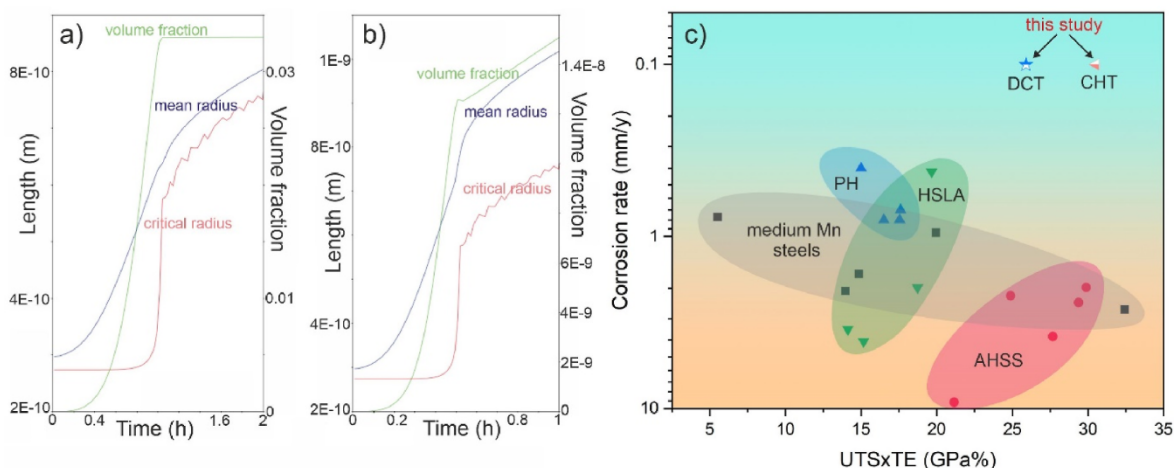 a)
volume fraction
mean radius
critical radius
8E-10
4E-10
2E-10
Length (m)
0.03
0.01
0
Volume fraction
0 0.4 1.6 2
Time (h)
b)
volume fraction
mean radius
critical radius
1E-9
8E-10
4E-10
2E-10
Length (m)
1.4E-8
6E-9
2E-9
0
Volume fraction
0 0.2 0.8 1
Time (h)
c)
this study
DCT
CHT
PH
HSLA
medium Mn
steels
AHSS
0.1
1
10
Corrosion rate (mm/y)
5 10 15 20 25 30 35
UTSxTE (GPa%)